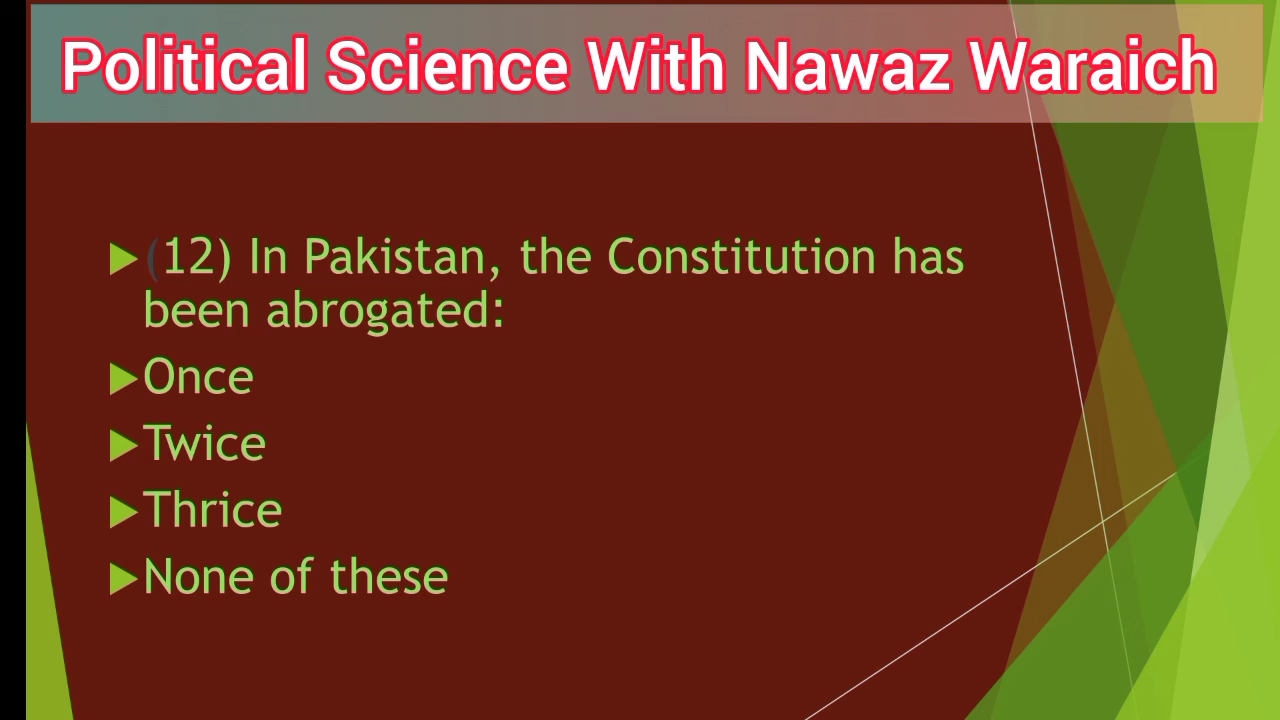 Political Science With Nawaz Waraich
(12) In Pakistan, the Constitution has
been abrogated:
Once
Twice
Thrice
None of these